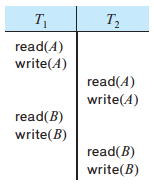 T₁ T₂
read(A)
write(A)
read(A)
write(A)
read(B)
write(B)
read(B)
write(B)